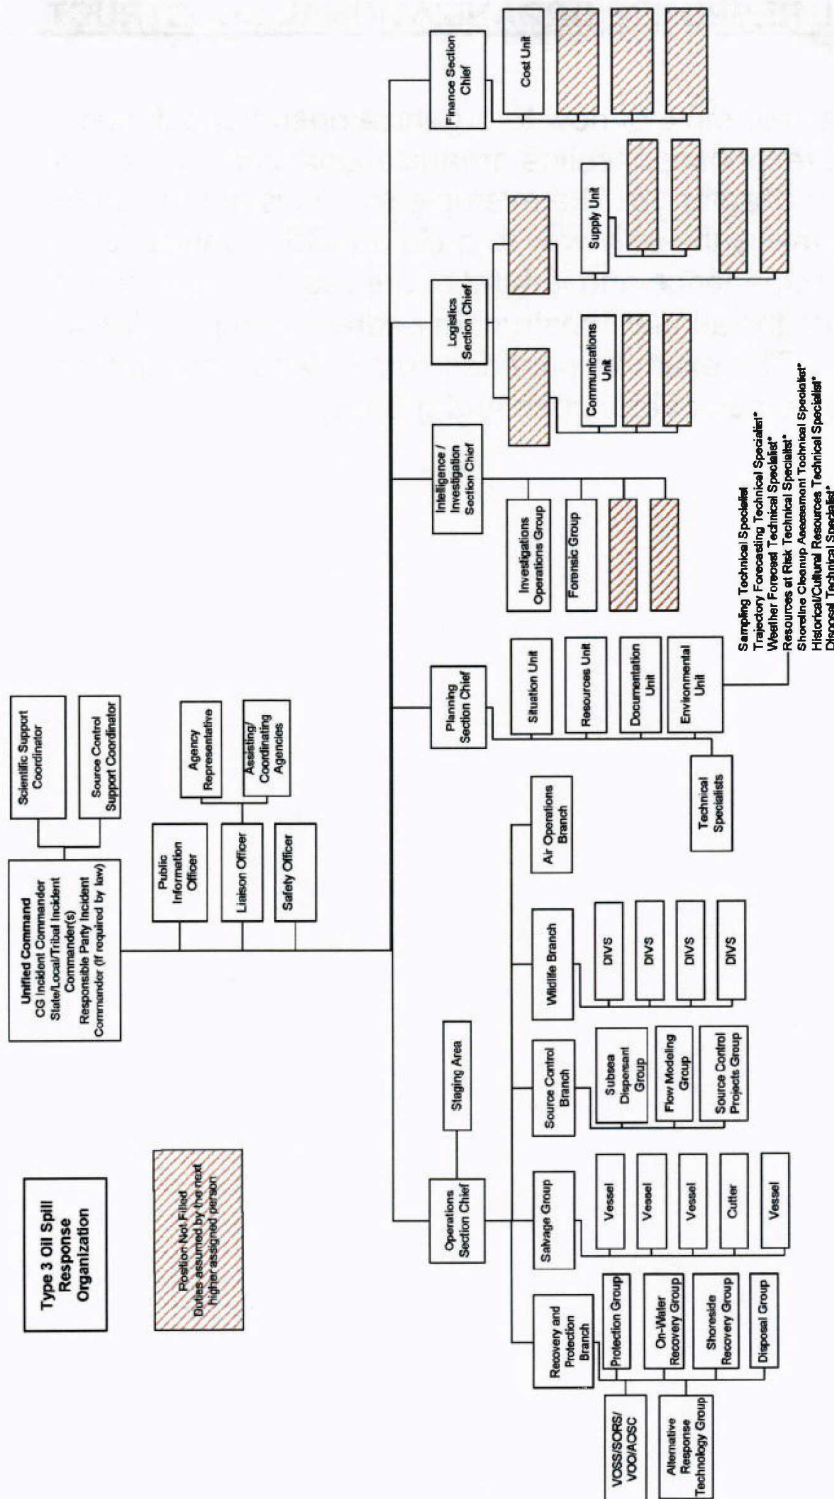 Type 3 Oil Spill
Response
Organization
Position Not Filled
Duties assumed by the next
higher assigned person
Unified Command
CG Incident Commander
State/Local/Tribal Incident
Commander(s)
Responsible Party Incident
Commander (If required by law)
Scientific Support
Coordinator
Source Control
Support Coordinator
Public
Information
Officer
Liaison Officer
Safety Officer
Agency
Representative
Assisting/
Coordinating
Agencies
Operations
Section Chief
Staging Area
Recovery and
Protection
Branch
Protection Group
On-Water
Recovery Group
Shoreside
Recovery Group
Disposal Group
VOSS/SORS/
VOO/AOSC
Alternative
Response
Technology Group
Salvage Group
Vessel
Vessel
Vessel
Cutter
Vessel
Source Control
Branch
Subsea
Dispersant
Group
Flow Modeling
Group
Source Control
Projects Group
Wildlife Branch
DIVS
DIVS
DIVS
DIVS
Air Operations
Branch
Planning
Section Chief
Situation Unit
Resources Unit
Documentation
Unit
Environmental
Unit
Technical
Specialists
Sampling Technical Specialist
Trajectory Forecasting Technical Specialist*
Weather Forecast Technical Specialist*
Resources at Risk Technical Specialist*
Shoreline Cleanup Assessment Technical Specialist*
Historical/Cultural Resources Technical Specialist*
Disposal Technical Specialist*
Intelligence /
Investigation
Section Chief
Investigations
Operations Group
Forensic Group
Logistics
Section Chief
Communications
Unit
Supply Unit
Finance Section
Chief
Cost Unit